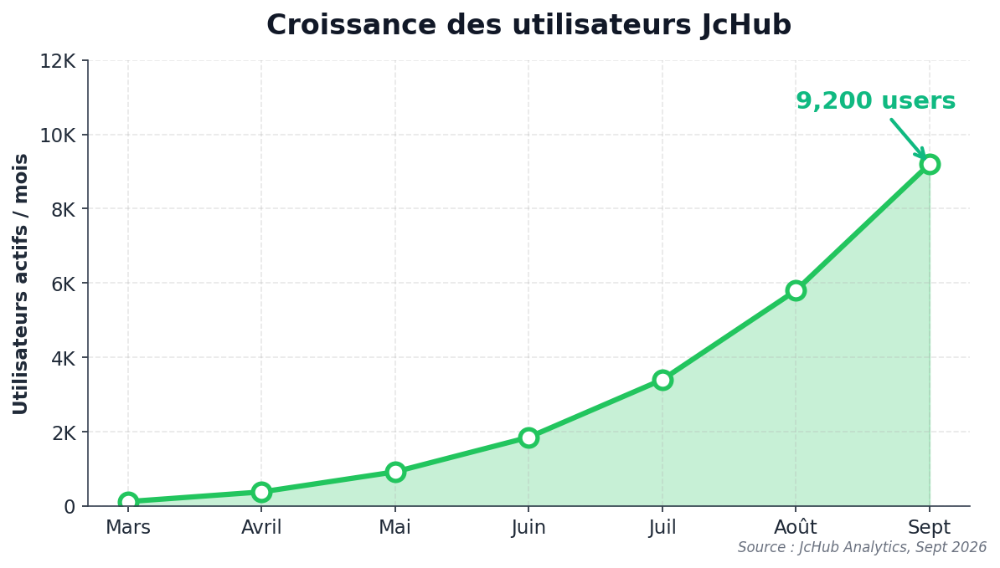 Croissance des utilisateurs JcHub
Utilisateurs actifs / mois
12K
10K
8K
6K
4K
2K
0
9,200 users
Mars Avril Mai Juin Juil Août Sept
Source : JcHub Analytics, Sept 2026